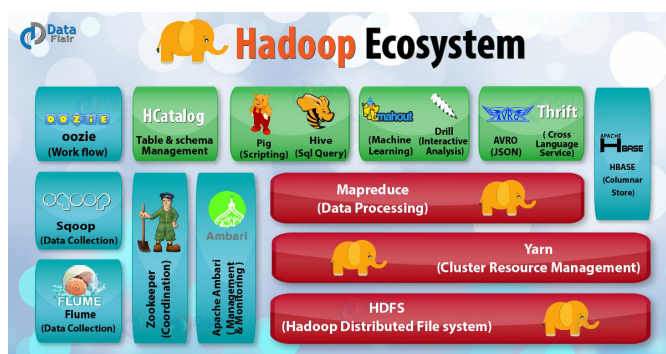 Data
Flair
Hadoop Ecosystem
OOZIE
oozie
(Work flow)
HCatalog
Table & schema
Management
Pig
(Scripting)
Hive
(Sql Query)
mahout
(Machine
Learning)
Drill
(Interactive
Analysis)
AVRO
AVRO
(JSON)
Thrift
( Cross
Language
Service)
APACHE
HBASE
HBASE
(Columnar
Store)
sqoop
Sqoop
(Data Collection)
FLUME
Flume
(Data Collection)
Zookeeper
(Coordination)
Ambari
Apache Ambari
( Management
& Monitoring )
Mapreduce
(Data Processing)
Yarn
(Cluster Resource Management)
HDFS
(Hadoop Distributed File system)